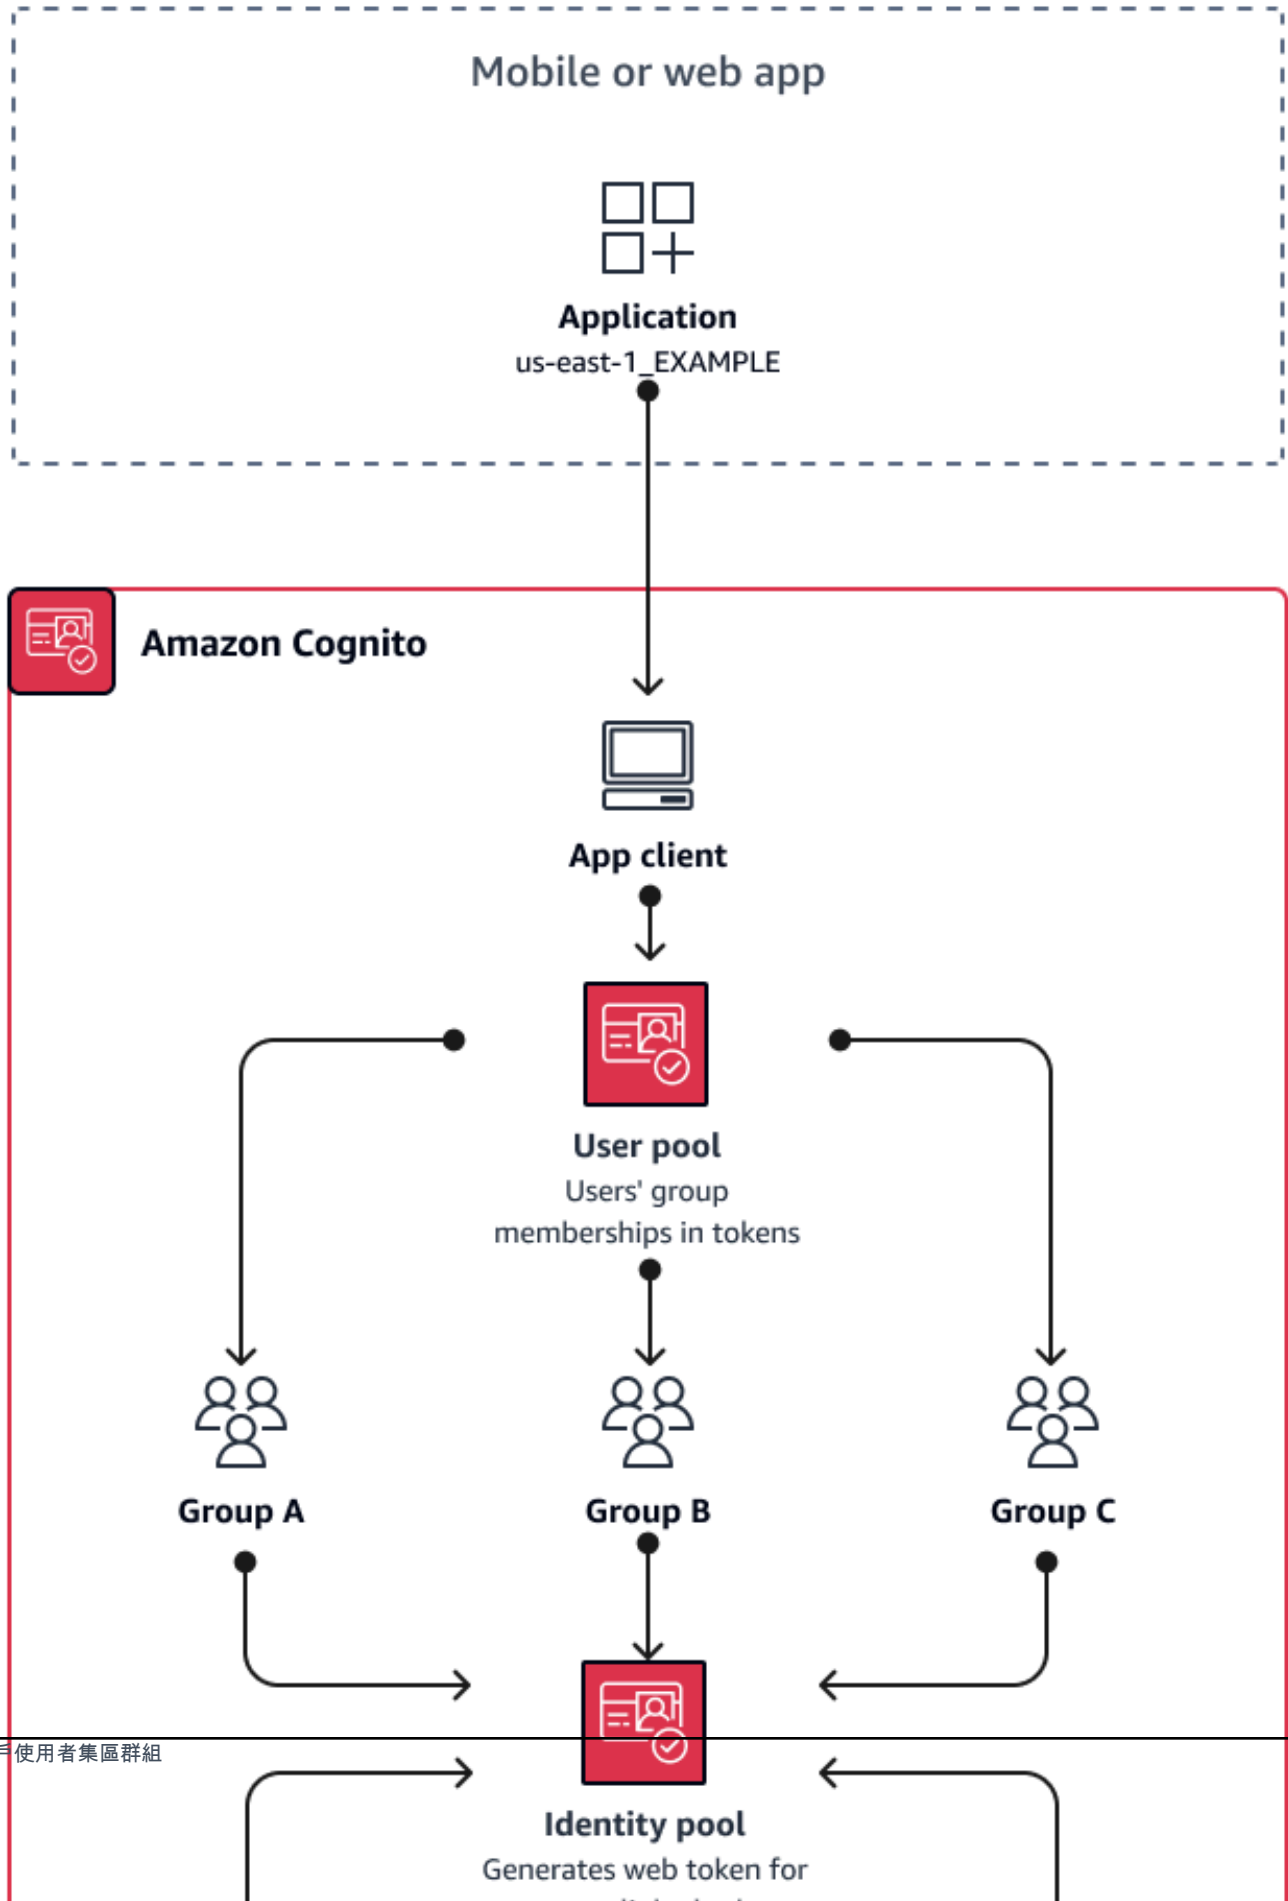 Mobile or web app
Application
us-east-1_EXAMPLE
Amazon Cognito
App client
User pool
Users' group
memberships in tokens
Group A
Group B
Group C
使用者集區群組
Identity pool
Generates web token for